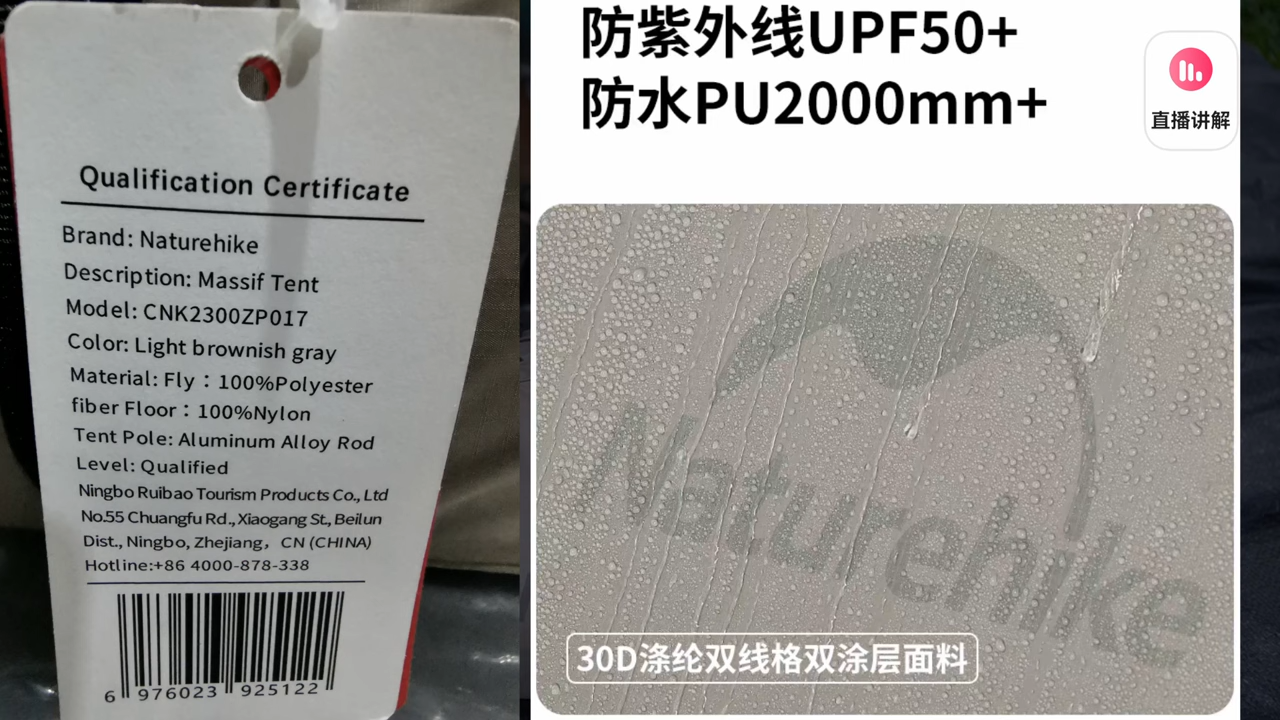 Qualification Certificate
Brand: Naturehike
Description: Massif Tent
Model: CNK2300ZP017
Color: Light brownish gray
Material: Fly：100%Polyester
fiber Floor：100%Nylon
Tent Pole: Aluminum Alloy Rod
Level: Qualified
Ningbo Ruibao Tourism Products Co., Ltd
No.55 Chuangfu Rd., Xiaogang St., Beilun
Dist., Ningbo, Zhejiang，CN (CHINA)
Hotline:+86 4000-878-338
6 976023 925122
防紫外线UPF50+
防水PU2000mm+
直播讲解
Naturehike
30D涤纶双线格双涂层面料